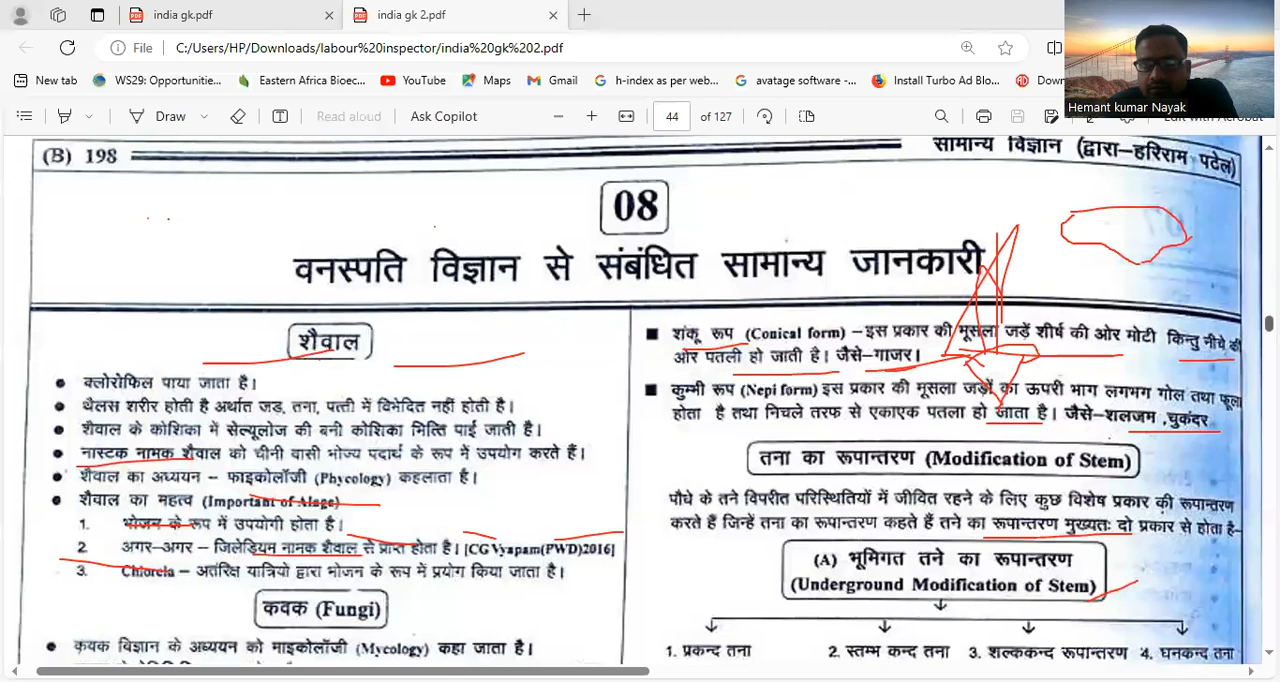 india gk.pdf
india gk 2.pdf
File C:/Users/HP/Downloads/labour%20inspector/india%20gk%202.pdf
New tab WS29: Opportunitie... Eastern Africa Bioec... YouTube Maps Gmail h-index as per web... avatage software -... Install Turbo Ad Blo...
Hemant kumar Nayak
Draw Read aloud Ask Copilot 44 of 127
(B) 198
सामान्य विज्ञान (द्वारा–हरिराम पटेल)
08
वनस्पति विज्ञान से संबंधित सामान्य जानकारी
शैवाल
क्लोरोफिल पाया जाता है।
थैलस शरीर होती है अर्थात जड़, तना, पत्ती में विभेदित नहीं होती है।
शैवाल के कोशिका में सेल्यूलोज की बनी कोशिका भित्ति पाई जाती है।
नास्टक नामक शैवाल को चीनी वासी भोज्य पदार्थ के रूप में उपयोग करते हैं।
शैवाल का अध्ययन – फाइकोलॉजी (Phycology) कहलाता है।
शैवाल का महत्व (Important of Alage)
1. भोजन के रूप में उपयोगी होता है।
2. अगर-अगर – जिलेडियम नामक शैवाल से प्राप्त होता है। [CG Vyapam(PWD)2016]
3. Chlorela – अतंरिक्ष यात्रियो द्वारा भोजन के रूप में प्रयोग किया जाता है।
कवक (Fungi)
कवक विज्ञान के अध्ययन को माइकोलॉजी (Mycology) कहा जाता है।
शंकू रूप (Conical form) – इस प्रकार की मूसला जड़ें शीर्ष की ओर मोटी किन्तु नीचे की
ओर पतली हो जाती है। जैसे–गाजर।
कुम्भी रूप (Nepi form) इस प्रकार की मूसला जड़ों का ऊपरी भाग लगभग गोल तथा फूला
होता है तथा निचले तरफ से एकाएक पतला हो जाता है। जैसे–शलजम ,चुकंदर
तना का रूपान्तरण (Modification of Stem)
पौधे के तने विपरीत परिस्थितियों में जीवित रहने के लिए कुछ विशेष प्रकार की रूपान्तरण
करते हैं जिन्हें तना का रूपान्तरण कहते हैं तने का रूपान्तरण मुख्यतः दो प्रकार से होता है–
(A) भूमिगत तने का रूपान्तरण
(Underground Modification of Stem)
1. प्रकन्द तना 2. स्तम्भ कन्द तना 3. शल्ककन्द रूपान्तरण 4. घनकन्द तना